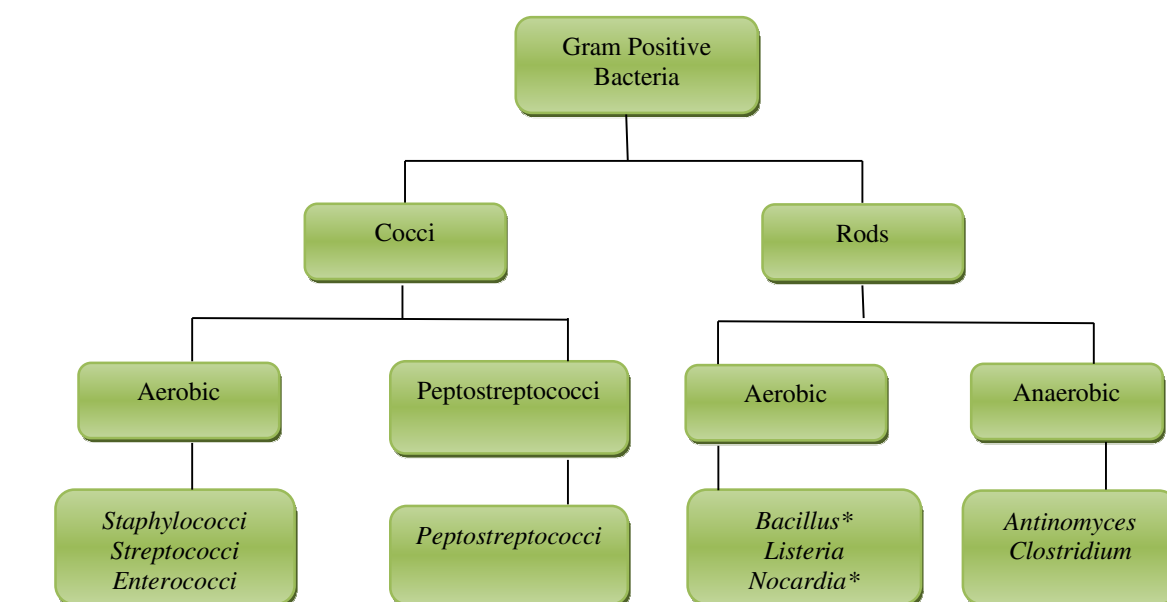 Gram Positive
Bacteria
Cocci
Rods
Aerobic
Peptostreptococci
Aerobic
Anaerobic
Staphylococci
Streptococci
Enterococci
Peptostreptococci
Bacillus*
Listeria
Nocardia*
Antinomyces
Clostridium